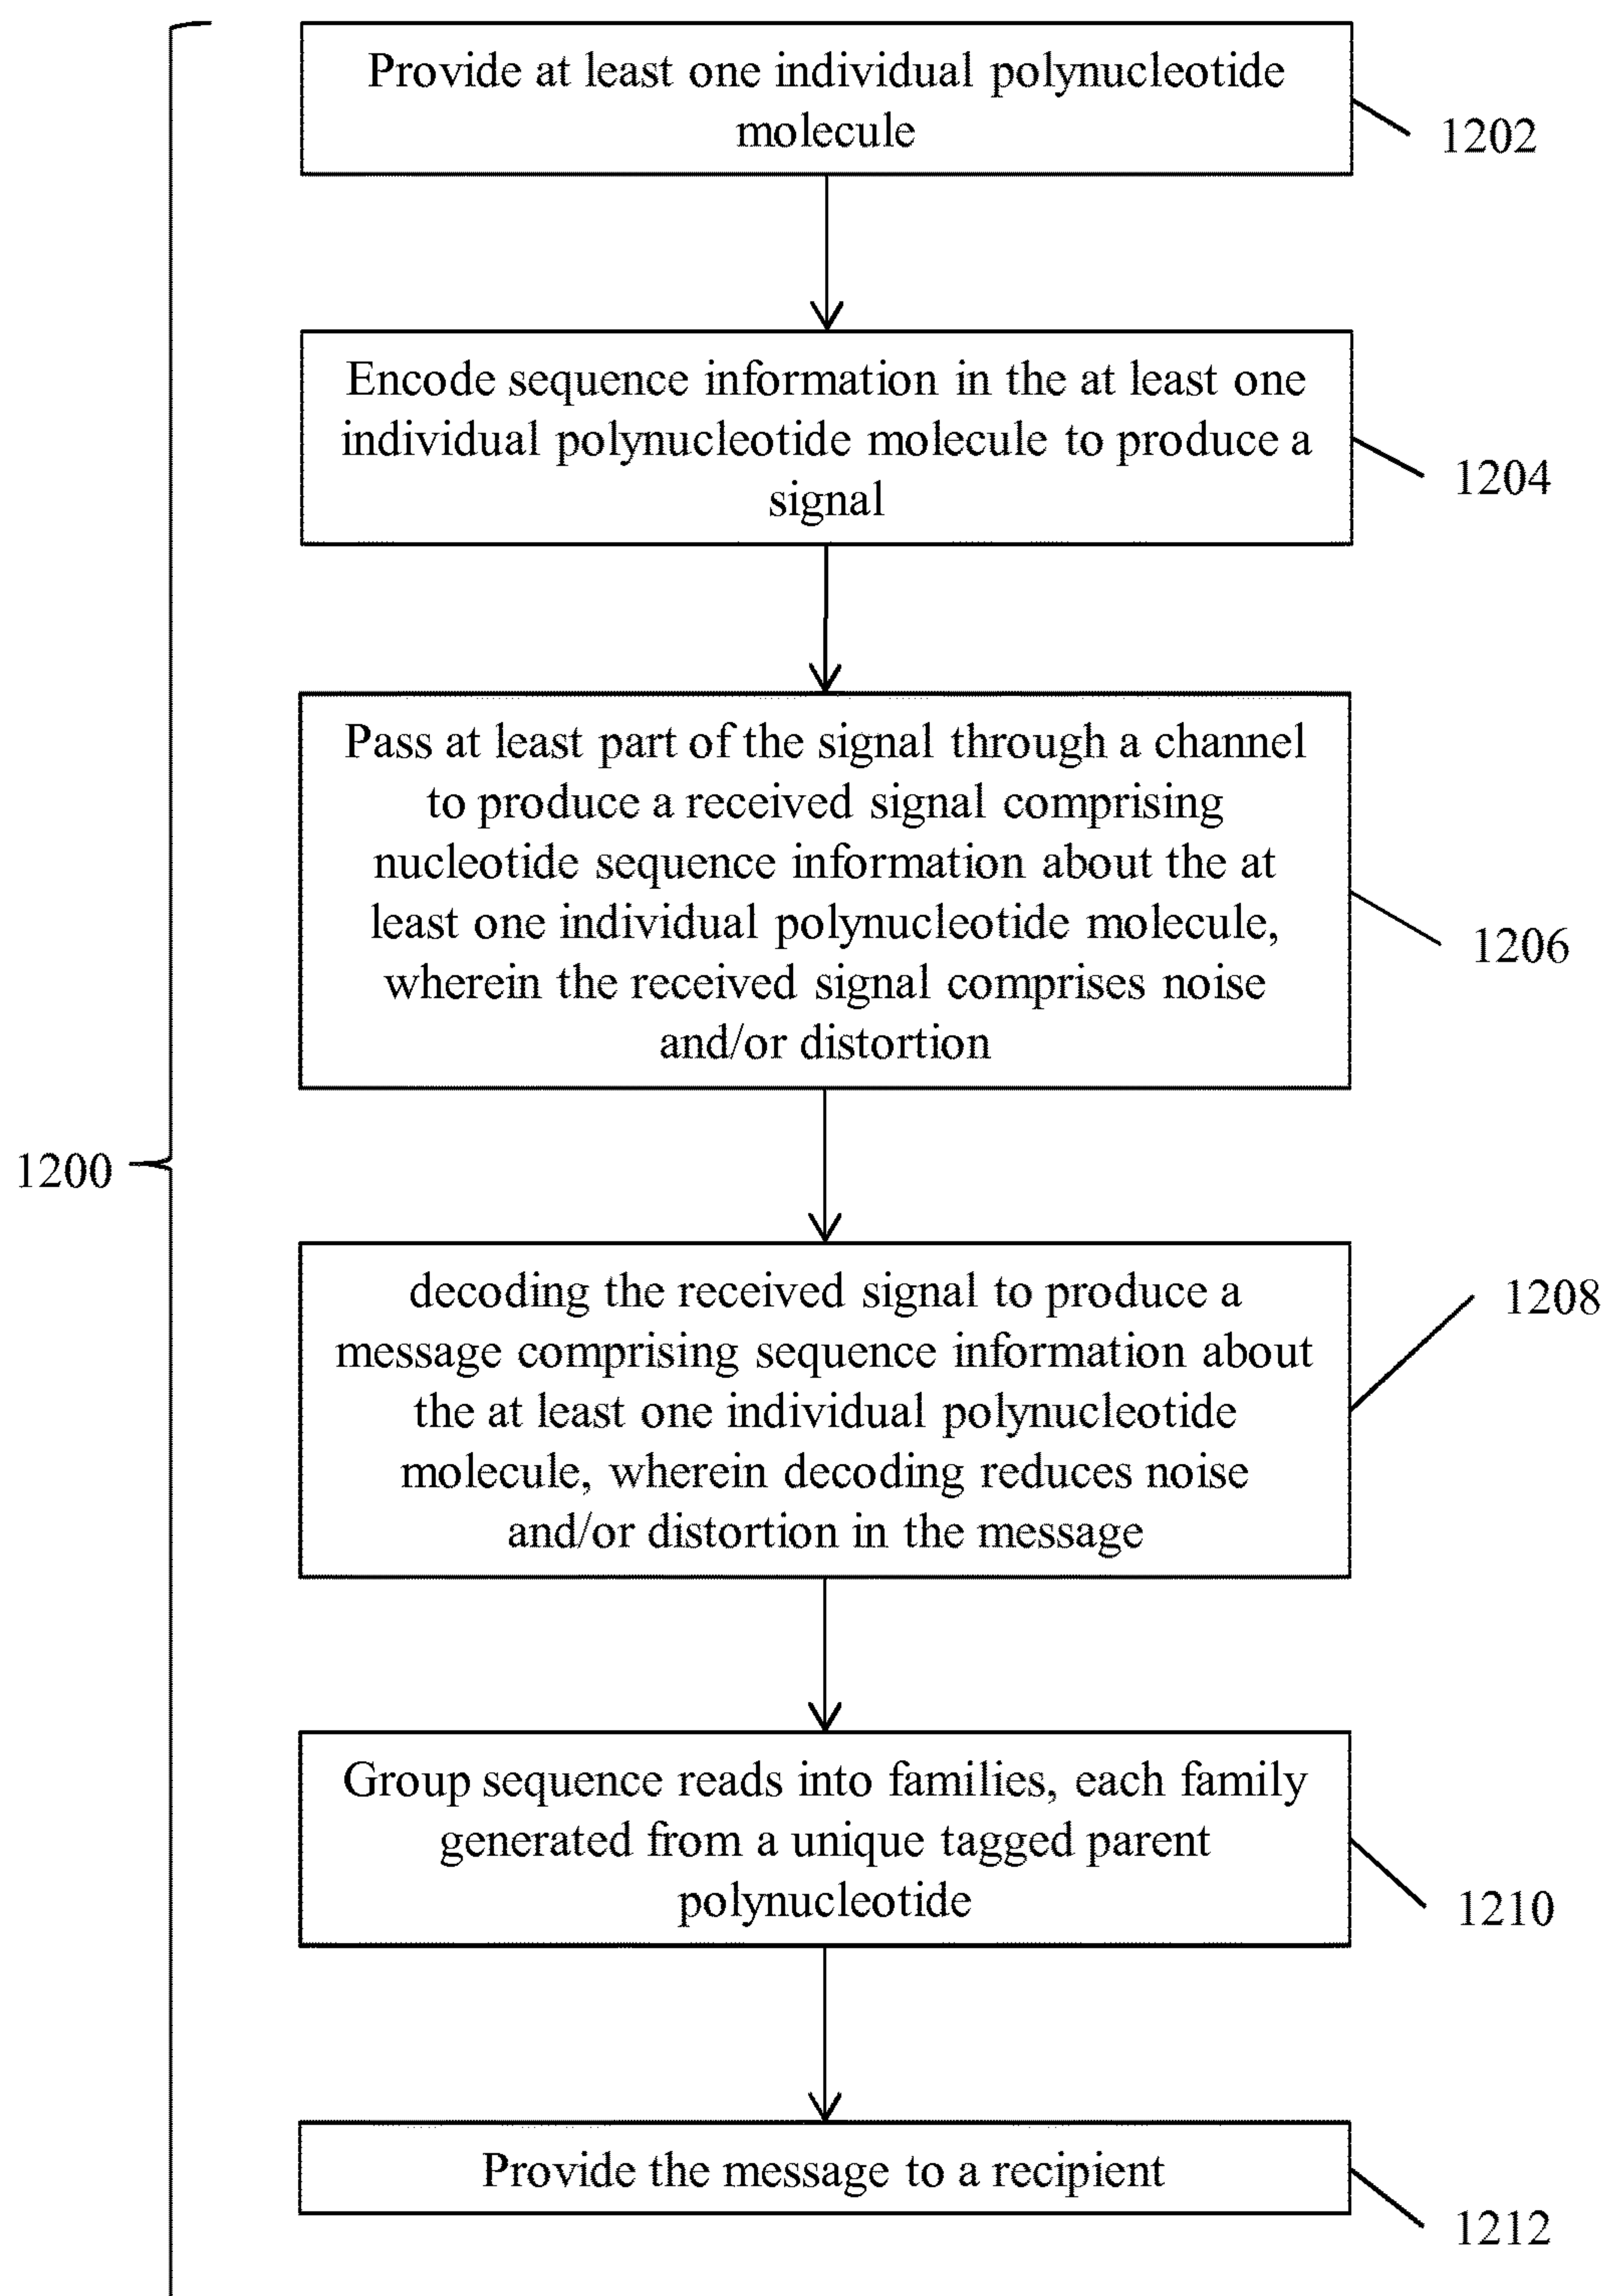 Provide at least one individual polynucleotide
molecule
1202
Encode sequence information in the at least one
individual polynucleotide molecule to produce a
signal
1204
Pass at least part of the signal through a channel
to produce a received signal comprising
nucleotide sequence information about the at
least one individual polynucleotide molecule,
wherein the received signal comprises noise
and/or distortion
1206
1200
decoding the received signal to produce a
message comprising sequence information about
the at least one individual polynucleotide
molecule, wherein decoding reduces noise
and/or distortion in the message
1208
Group sequence reads into families, each family
generated from a unique tagged parent
polynucleotide
1210
Provide the message to a recipient
1212